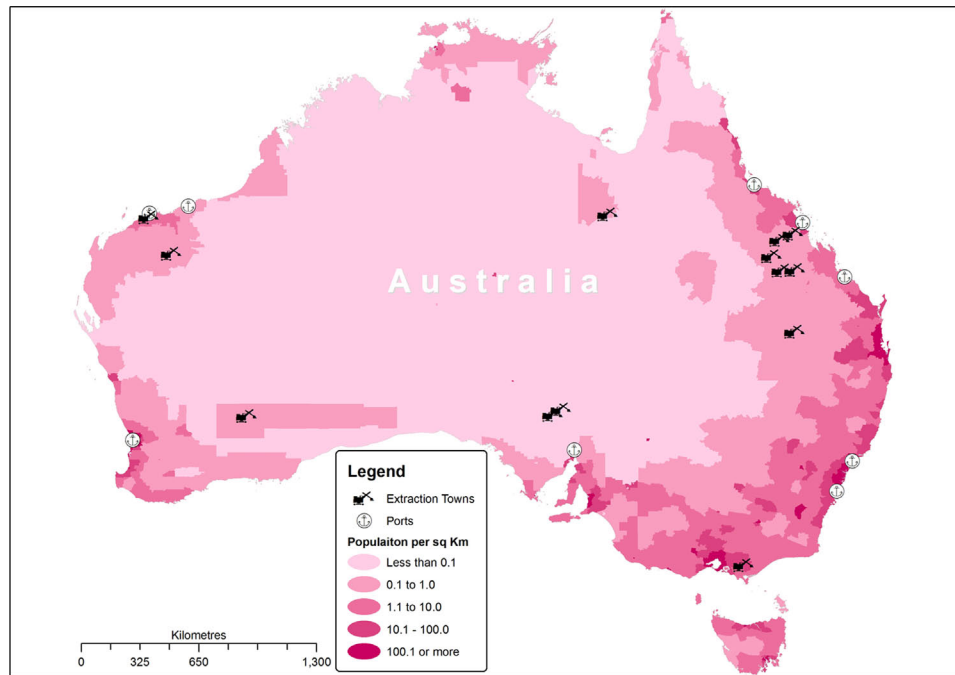 Australia
Legend
Extraction Towns
Ports
Populaiton per sq Km
Less than 0.1
0.1 to 1.0
1.1 to 10.0
10.1 - 100.0
100.1 or more
Kilometres
0 325 650 1,300